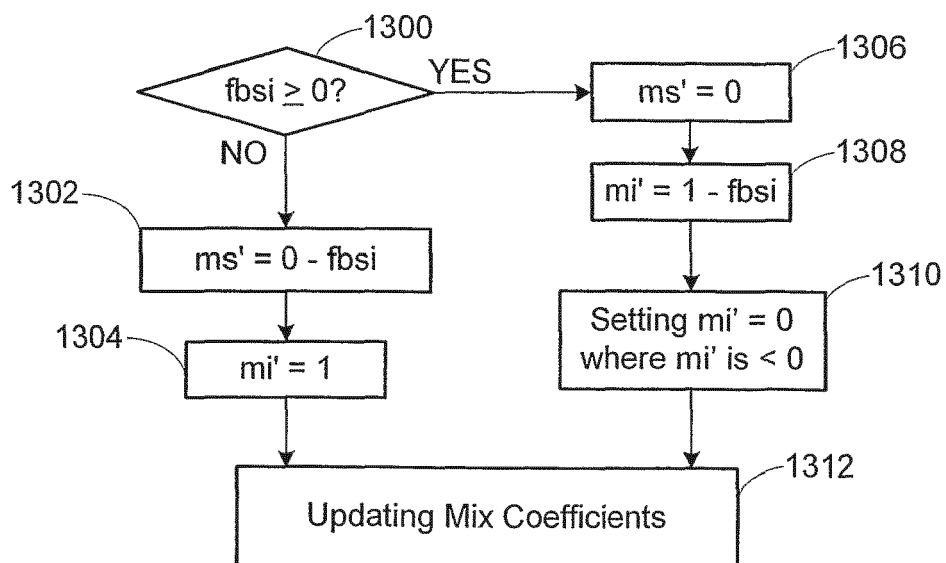 1300
fbsi ≥ 0?
YES
NO
1306
ms' = 0
1308
mi' = 1 - fbsi
1302
ms' = 0 - fbsi
1310
Setting mi' = 0
where mi' is < 0
1304
mi' = 1
1312
Updating Mix Coefficients